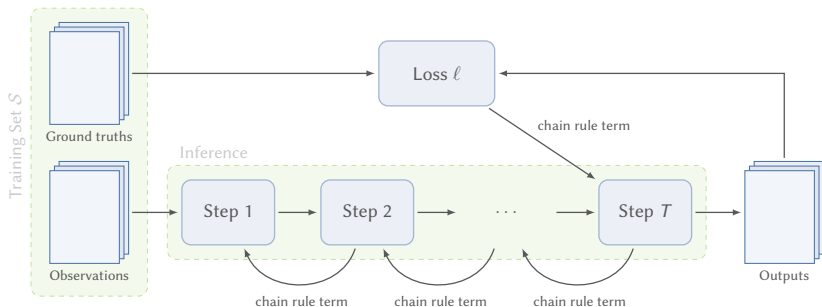 Training Set 𝒮
Ground truths
Loss ℓ
chain rule term
Inference
Step 1
Step 2
· · ·
Step T
Observations
Outputs
chain rule term
chain rule term
chain rule term